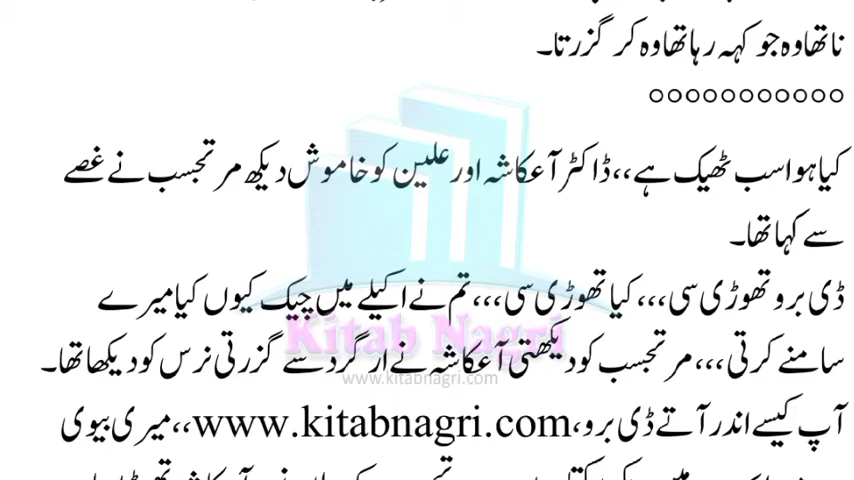 ناتھا وہ جو کہہ رہا تھا وہ کر گزرتا۔
○○○○○○○○○○○
کیا ہوا سب ٹھیک ہے،،ڈاکٹر آعکاشہ اور علین کو خاموش دیکھ مرتجسب نے غصے
سے کہا تھا۔
ڈی برو تھوڑی سی،،،کیا تھوڑی سی،،،تم نے اکیلے میں چیک کیوں کیا میرے
سامنے کرتی،،،مرتجسب کو دیکھتی آعکاشہ نے ارگرد سے گزرتی نرس کو دیکھا تھا۔
Kitab Nagri
www.kitabnagri.com
آپ کیسے اندر آتے ڈی برو،www.kitabnagri.com،،میری بیوی